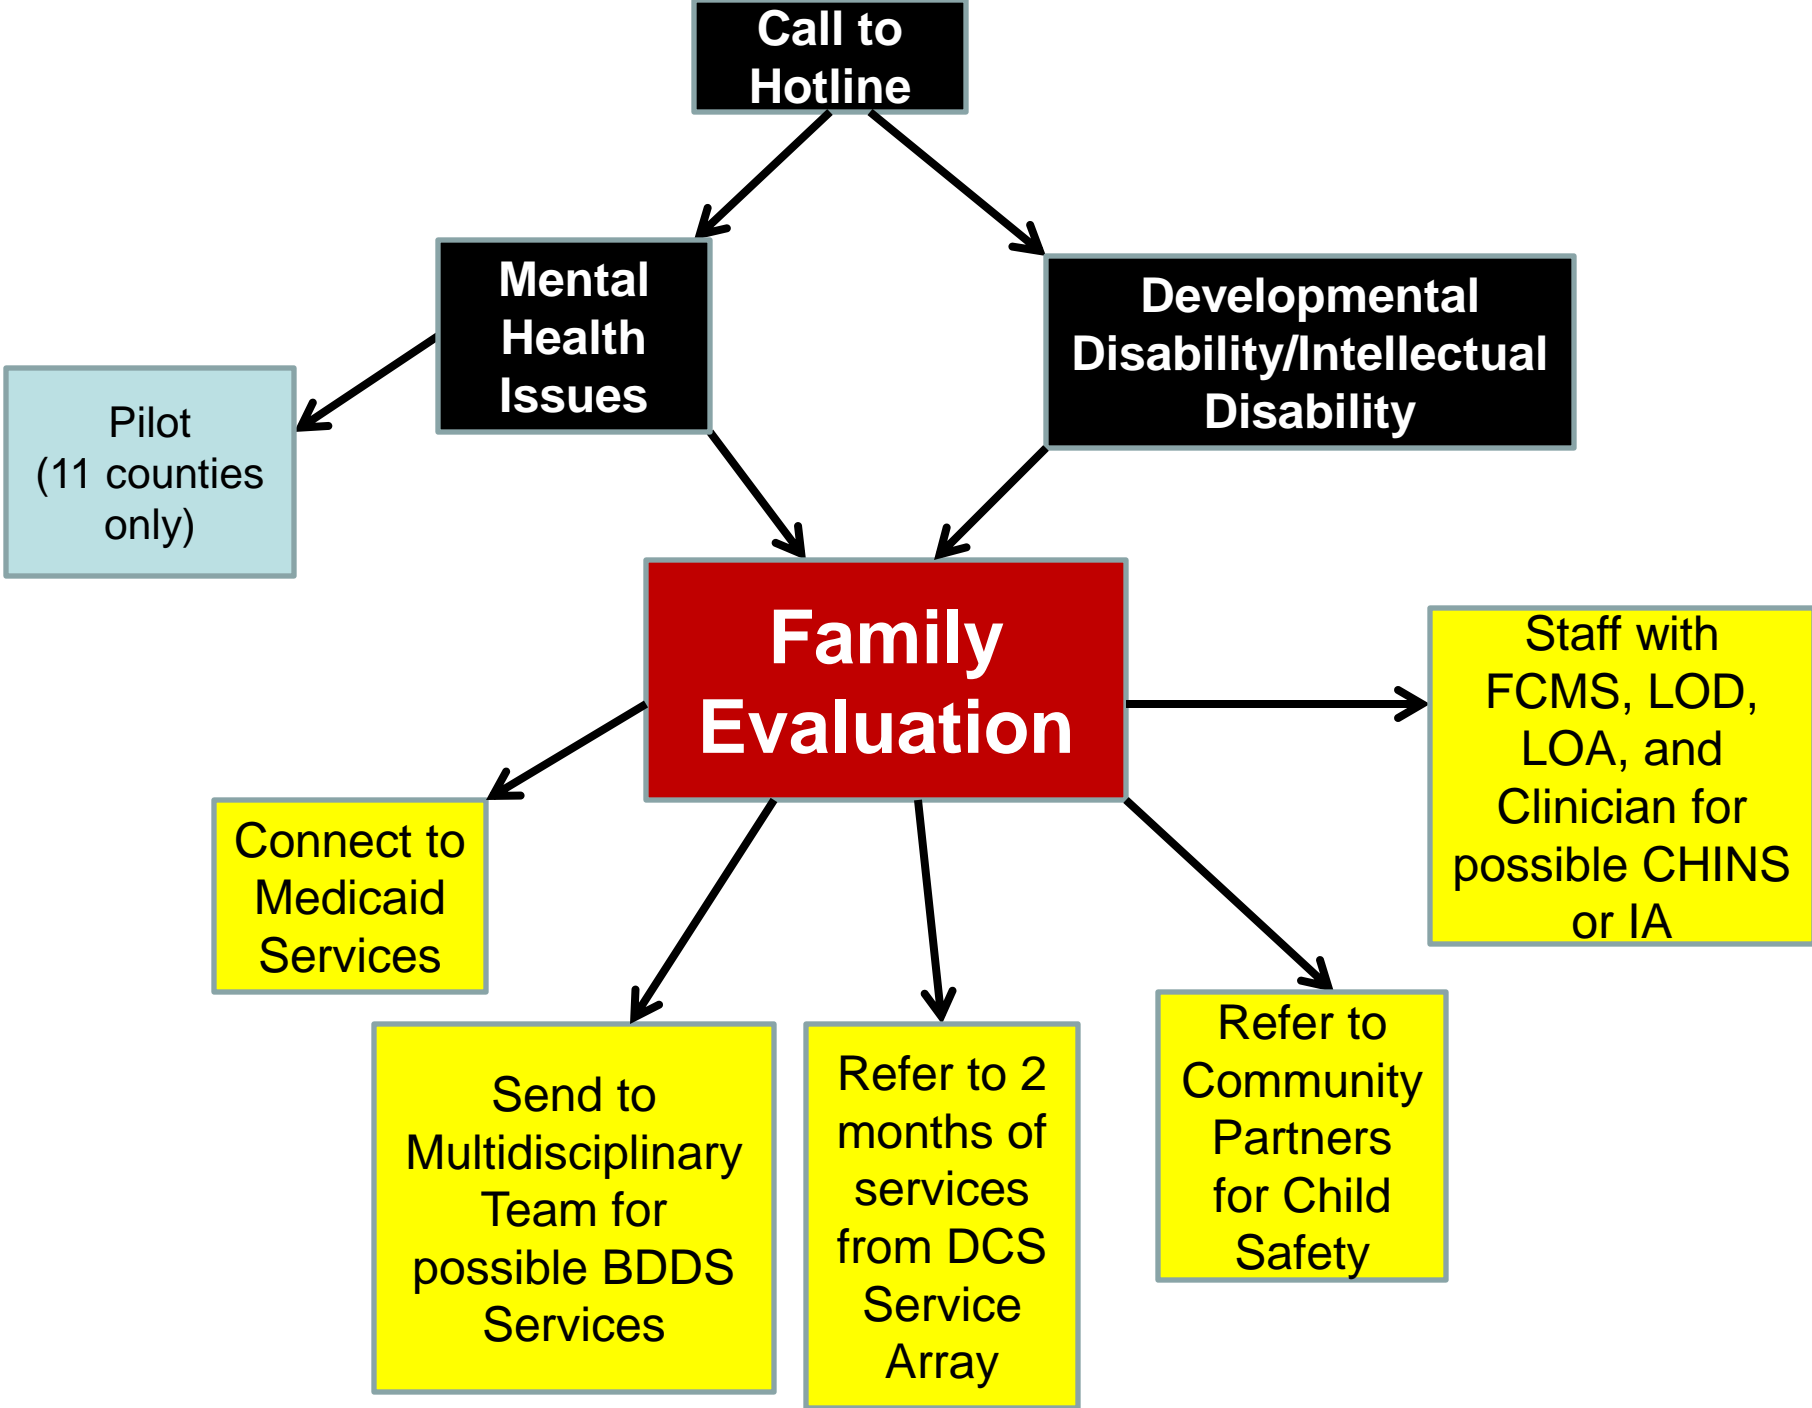 Call to
Hotline
Mental
Health
Issues
Developmental
Disability/Intellectual
Disability
Pilot
(11 counties
only)
Family
Evaluation
Staff with
FCMS, LOD,
LOA, and
Clinician for
possible CHINS
or IA
Connect to
Medicaid
Services
Send to
Multidisciplinary
Team for
possible BDDS
Services
Refer to 2
months of
services
from DCS
Service
Array
Refer to
Community
Partners
for Child
Safety